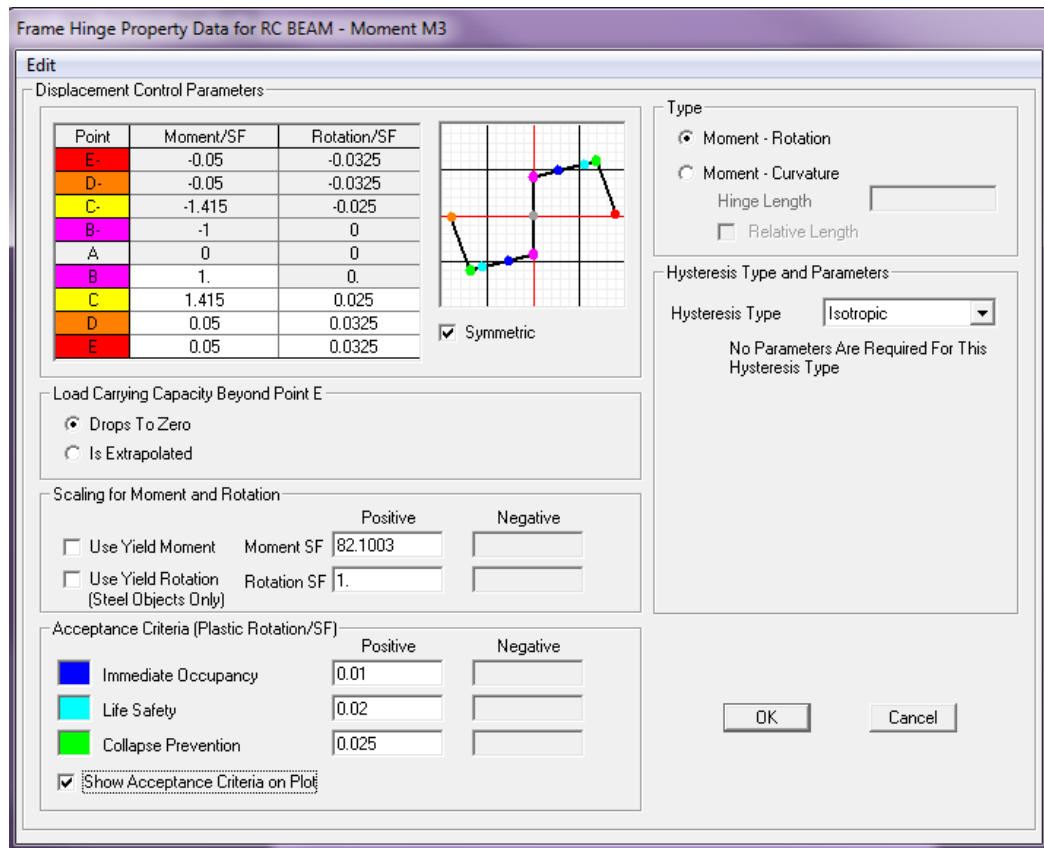 Frame Hinge Property Data for RC BEAM - Moment M3
Edit
Displacement Control Parameters
Point Moment/SF Rotation/SF
E- -0.05 -0.0325
D- -0.05 -0.0325
C- -1.415 -0.025
B- -1 0
A 0 0
B 1. 0.
C 1.415 0.025
D 0.05 0.0325
E 0.05 0.0325
Symmetric
Load Carrying Capacity Beyond Point E
Drops To Zero
Is Extrapolated
Scaling for Moment and Rotation
Positive Negative
Use Yield Moment Moment SF 82.1003
Use Yield Rotation Rotation SF 1.
(Steel Objects Only)
Acceptance Criteria (Plastic Rotation/SF)
Positive Negative
Immediate Occupancy 0.01
Life Safety 0.02
Collapse Prevention 0.025
Show Acceptance Criteria on Plot
Type
Moment - Rotation
Moment - Curvature
Hinge Length
Relative Length
Hysteresis Type and Parameters
Hysteresis Type Isotropic
No Parameters Are Required For This
Hysteresis Type
OK Cancel